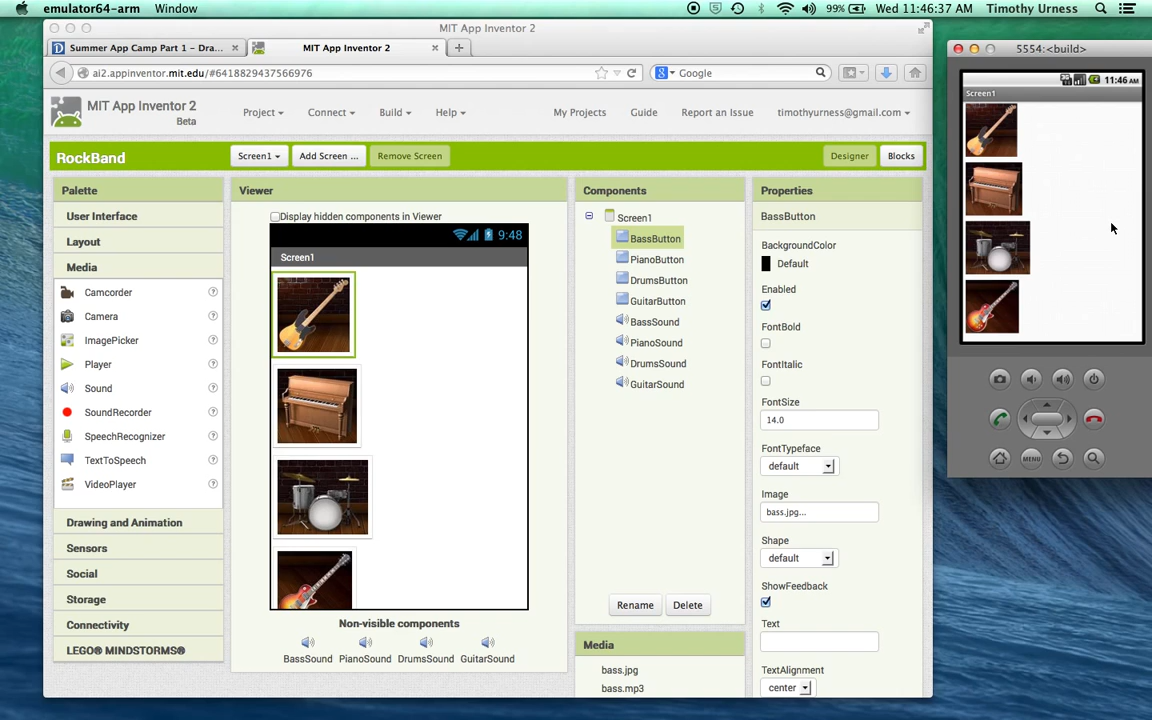 emulator64-arm Window 99% Wed 11:46:37 AM Timothy Urness
MIT App Inventor 2
Summer App Camp Part 1 – Dra... MIT App Inventor 2
ai2.appinventor.mit.edu/#6418829437566976 Google
MIT App Inventor 2
Beta
Project Connect Build Help My Projects Guide Report an Issue timothyurness@gmail.com
RockBand Screen1 Add Screen ... Remove Screen Designer Blocks
Palette Viewer Components Properties
User Interface
Layout
Media
Camcorder ?
Camera ?
ImagePicker ?
Player ?
Sound ?
SoundRecorder ?
SpeechRecognizer ?
TextToSpeech ?
VideoPlayer ?
Drawing and Animation
Sensors
Social
Storage
Connectivity
LEGO® MINDSTORMS®
Display hidden components in Viewer
9:48
Screen1
Non-visible components
BassSound PianoSound DrumsSound GuitarSound
Screen1
BassButton
PianoButton
DrumsButton
GuitarButton
BassSound
PianoSound
DrumsSound
GuitarSound
Rename Delete
Media
bass.jpg
bass.mp3
BassButton
BackgroundColor
Default
Enabled
FontBold
FontItalic
FontSize
14.0
FontTypeface
default
Image
bass.jpg...
Shape
default
ShowFeedback
Text
TextAlignment
center
5554:<build>
11:46 AM
Screen1
MENU